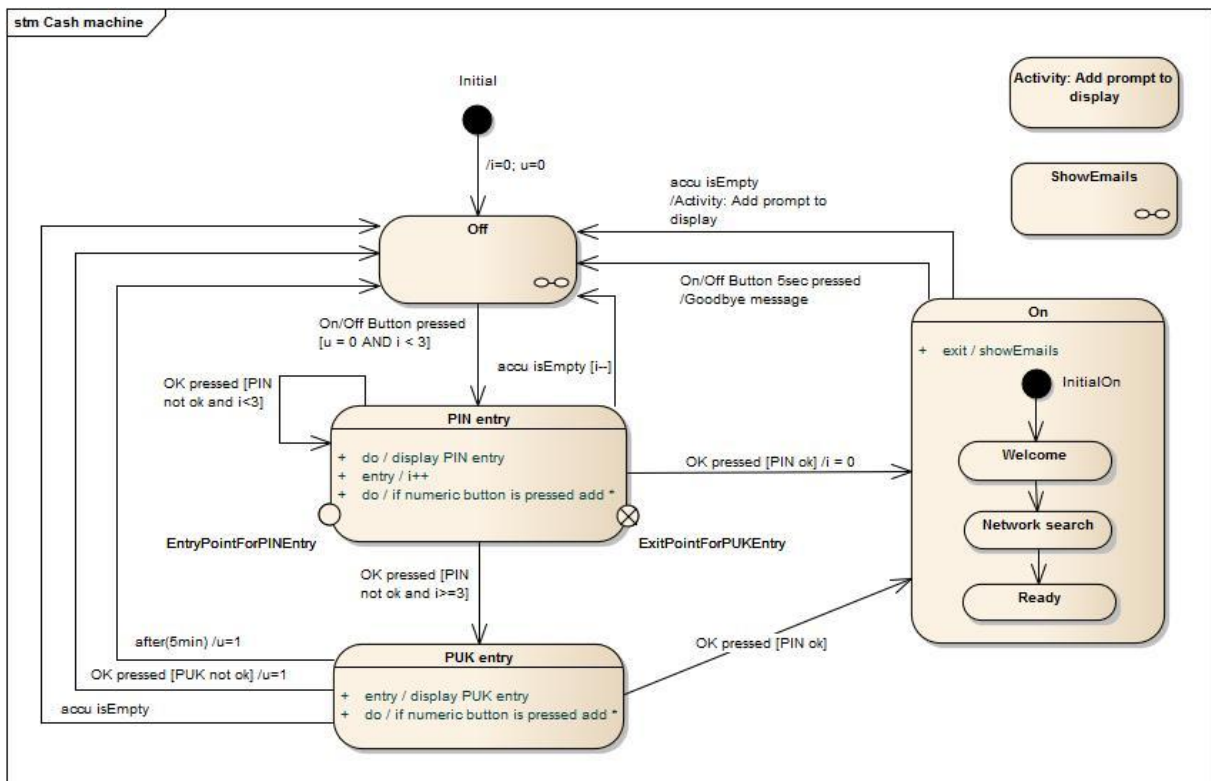 stm Cash machine
Initial
Activity: Add prompt to
display
/i=0; u=0
ShowEmails
accu isEmpty
/Activity: Add prompt to
display
Off
On/Off Button 5sec pressed
/Goodbye message
On
On/Off Button pressed
[u = 0 AND i < 3]
+ exit / showEmails
accu isEmpty [i--]
OK pressed [PIN
not ok and i<3]
InitialOn
PIN entry
Welcome
+ do / display PIN entry
+ entry / i++
+ do / if numeric button is pressed add *
OK pressed [PIN ok] /i = 0
Network search
EntryPointForPINEntry
ExitPointForPUKEntry
OK pressed [PIN
not ok and i>=3]
Ready
after(5min) /u=1
OK pressed [PIN ok]
PUK entry
OK pressed [PUK not ok] /u=1
+ entry / display PUK entry
+ do / if numeric button is pressed add *
accu isEmpty